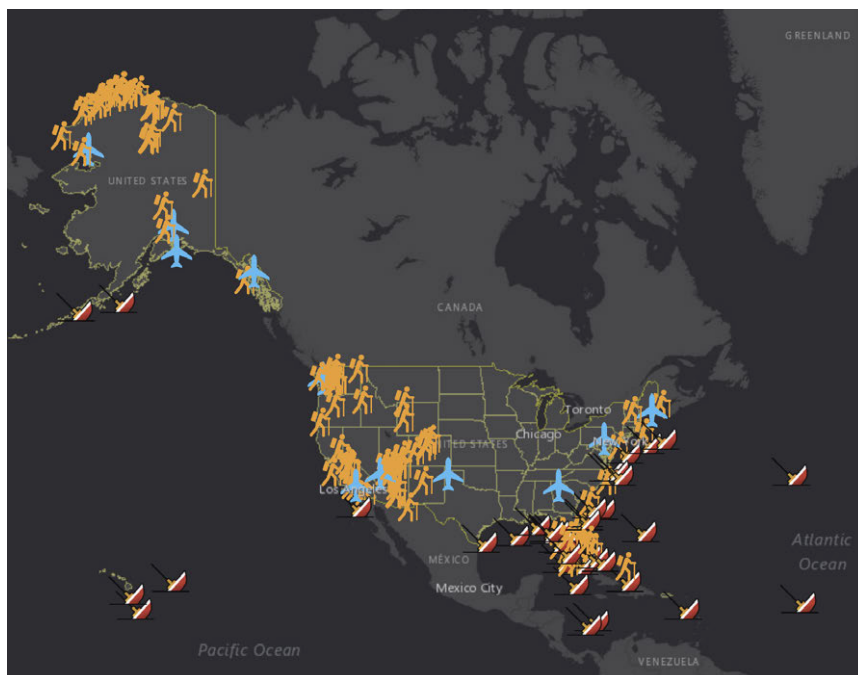 GREENLAND
UNITED STATES
CANADA
Toronto
Chicago
New York
UNITED STATES
Los Angeles
MÉXICO
Mexico City
Atlantic
Ocean
Pacific Ocean
VENEZUELA